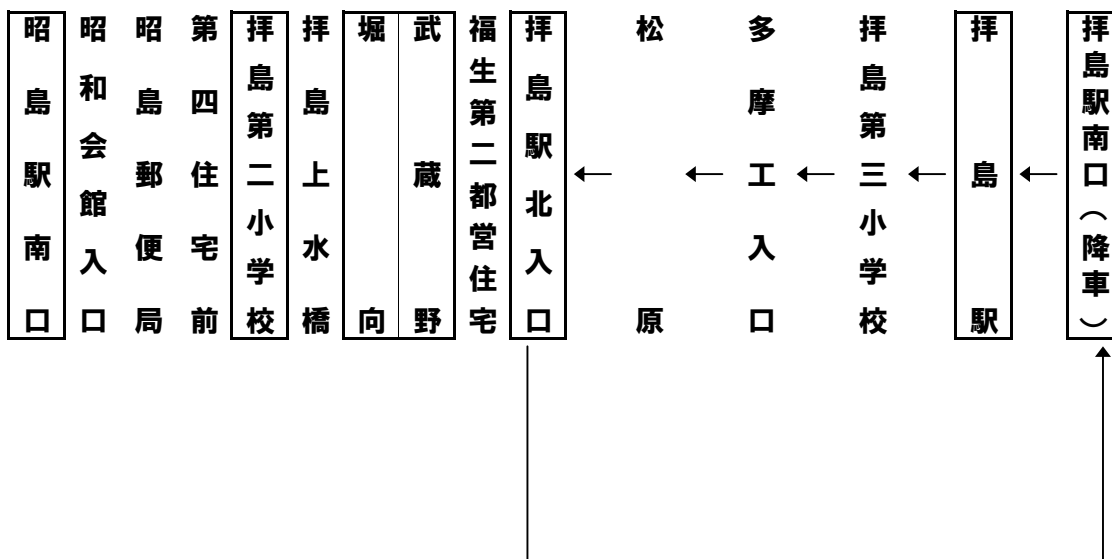 拝島駅南口(降車)
拝島駅
拝島第三小学校
多摩工入口
松原
拝島駅北入口
福生第二都営住宅
武蔵野
堀向
拝島上水橋
拝島第二小学校
第四住宅前
昭島郵便局
昭和会館入口
昭島駅南口